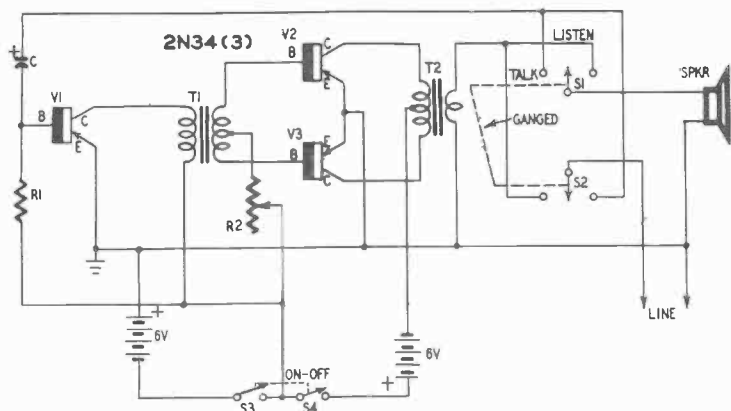 2N34(3)
V2
C
B
E
LISTEN
T2
TALK
S1
SPKR
+
C
V1
B
C
E
T1
V3
E
B
C
GANGED
S2
R1
R2
LINE
+
6V
6V
+
ON-OFF
S3
S4